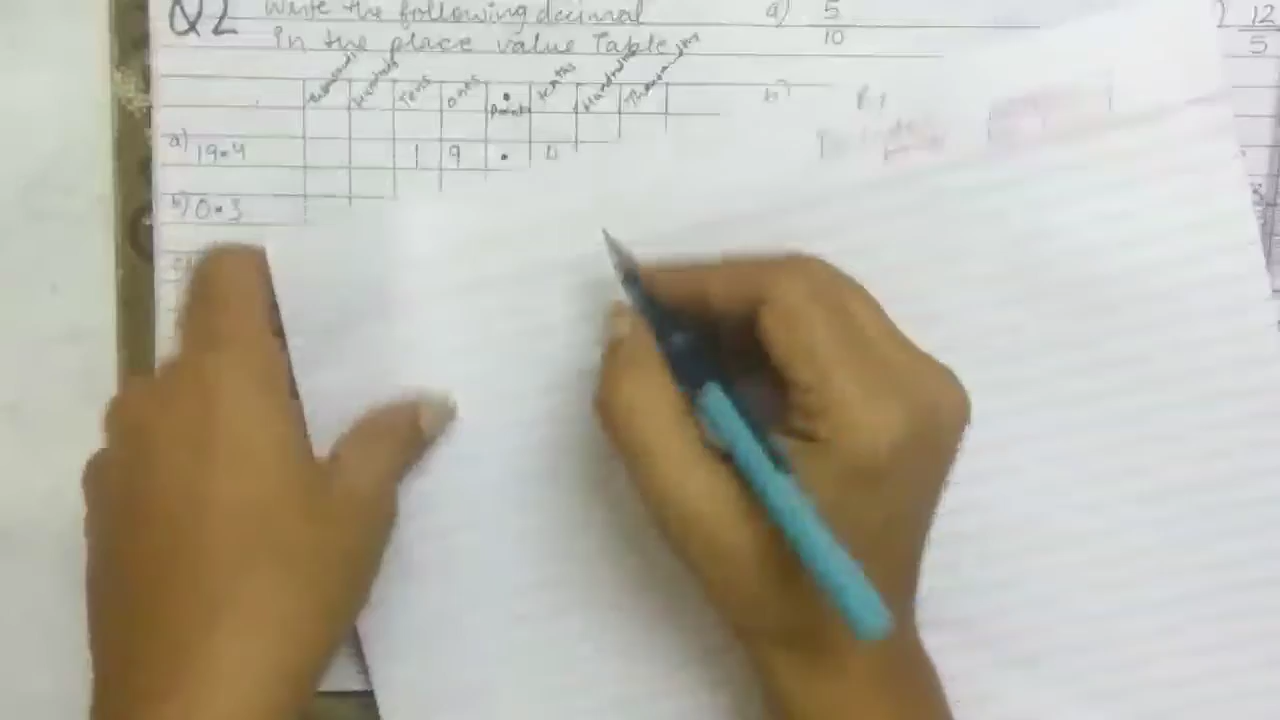 Q2 Write the following decimal
In the place value Table
Thousands Hundreds Tens Ones • Point tenths Hundredths Thousandths
a) 19.4 1 9 . 4
b) 0.3
a) 5
10
b)
12
5